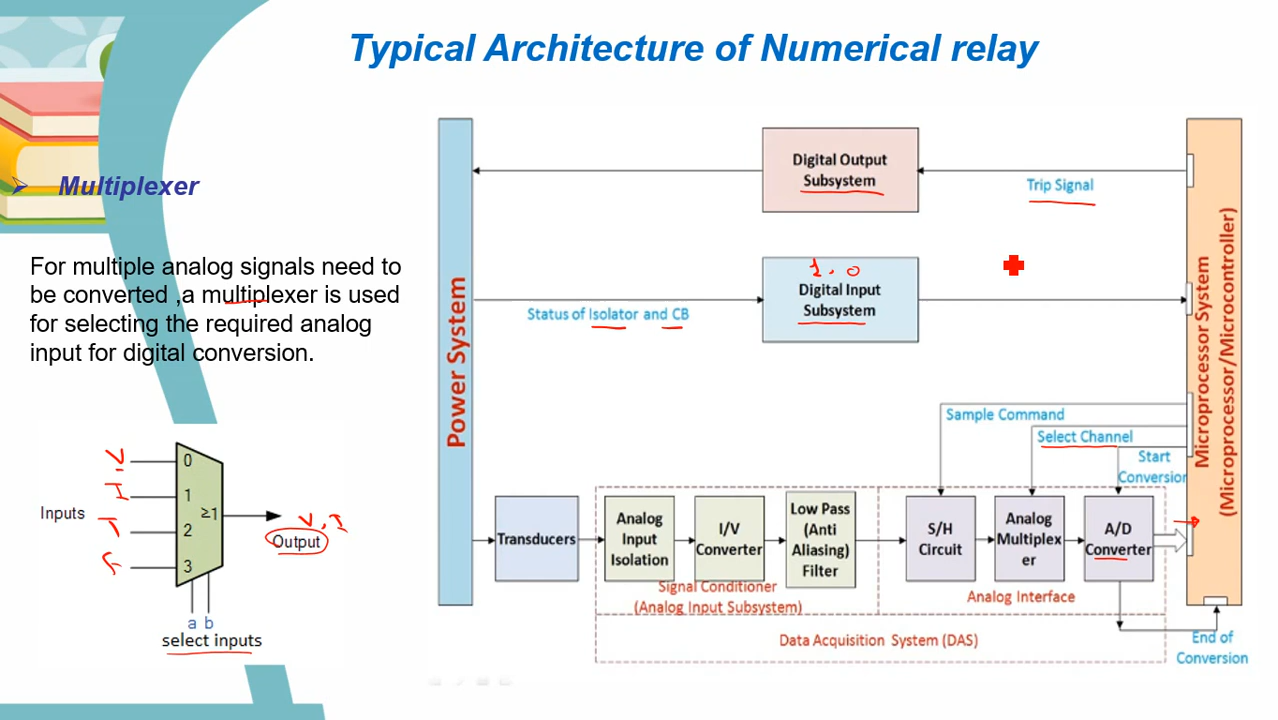 Typical Architecture of Numerical relay
Multiplexer
For multiple analog signals need to
be converted ,a multiplexer is used
for selecting the required analog
input for digital conversion.
V
I
Inputs
0
1
2
3
≥1
V, I
Output
a b
select inputs
Power System
Digital Output
Subsystem
Trip Signal
1. 0
Digital Input
Subsystem
Status of Isolator and CB
Microprocessor System
(Microprocessor/Microcontroller)
Sample Command
Select Channel
Start
Conversion
Transducers
Analog
Input
Isolation
I/V
Converter
Low Pass
(Anti
Aliasing)
Filter
S/H
Circuit
Analog
Multiplex
er
A/D
Converter
Signal Conditioner
(Analog Input Subsystem)
Analog Interface
Data Acquisition System (DAS)
End of
Conversion